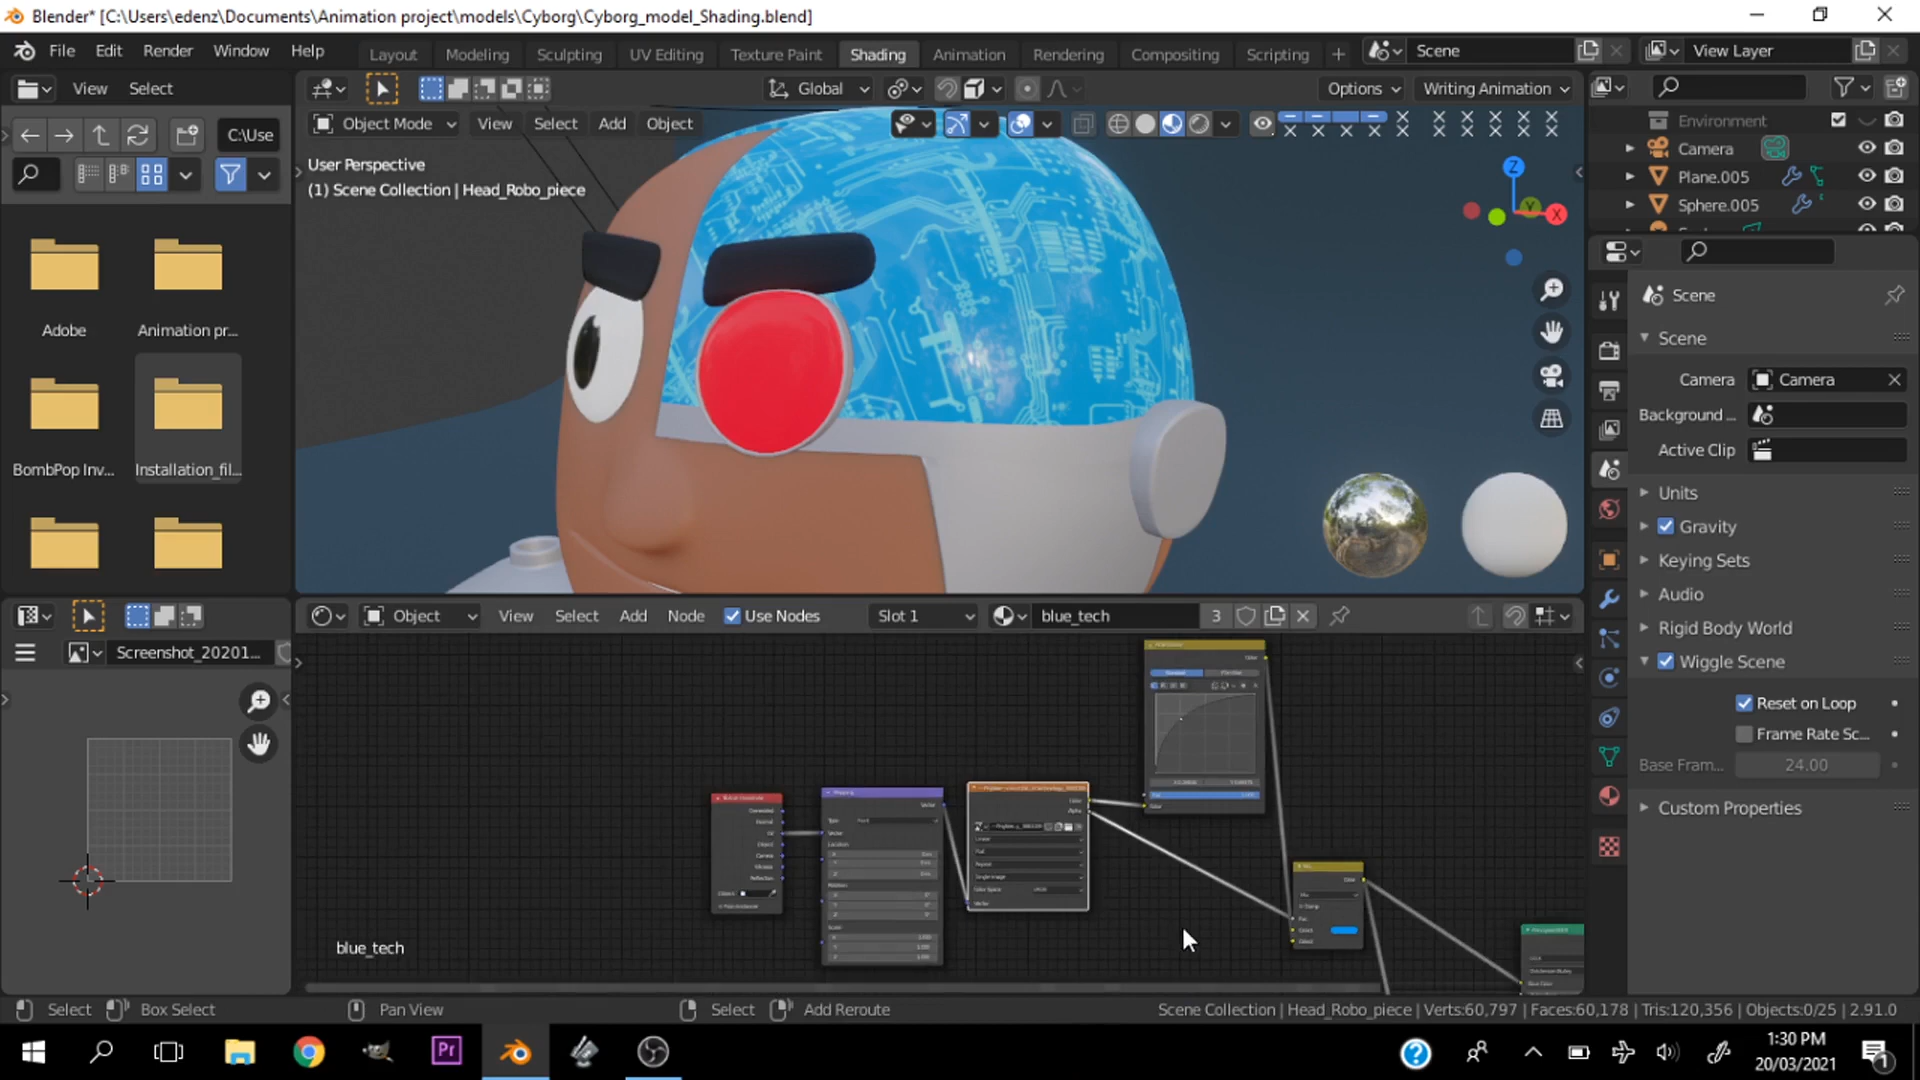 Blender* [C:\Users\edenz\Documents\Animation project\models\Cyborg\Cyborg_model_Shading.blend]
File Edit Render Window Help
Layout Modeling Sculpting UV Editing Texture Paint Shading Animation Rendering Compositing Scripting +
Scene
View Layer
View Select
Global
Options
Writing Animation
Object Mode View Select Add Object
C:\Use
User Perspective
(1) Scene Collection | Head_Robo_piece
Z
Y
X
Environment
Camera
Plane.005
Sphere.005
Adobe
Animation pr...
BombPop Inv...
Installation_fil...
Scene
Scene
Camera
Camera
Background ...
Active Clip
Units
Gravity
Keying Sets
Audio
Rigid Body World
Wiggle Scene
Reset on Loop
Frame Rate Sc...
Base Fram...
24.00
Custom Properties
Object View Select Add Node Use Nodes Slot 1 blue_tech 3
Screenshot_20201...
Mapping
Color
Alpha
Vector
blue_tech
Select Box Select Pan View Select Add Reroute
Scene Collection | Head_Robo_piece | Verts:60,797 | Faces:60,178 | Tris:120,356 | Objects:0/25 | 2.91.0
Pr
1:30 PM
20/03/2021
1